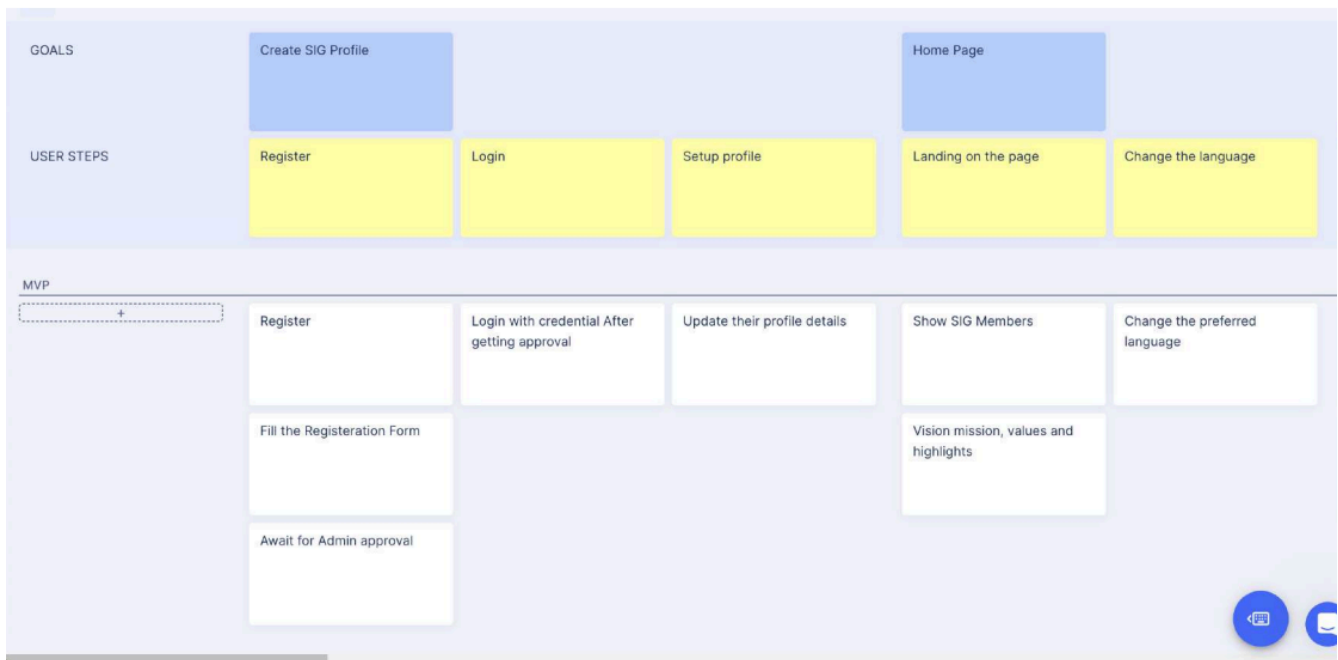 GOALS
Create SIG Profile
Home Page
USER STEPS
Register
Login
Setup profile
Landing on the page
Change the language
MVP
+
Register
Login with credential After
getting approval
Update their profile details
Show SIG Members
Change the preferred
language
Fill the Registeration Form
Vision mission, values and
highlights
Await for Admin approval